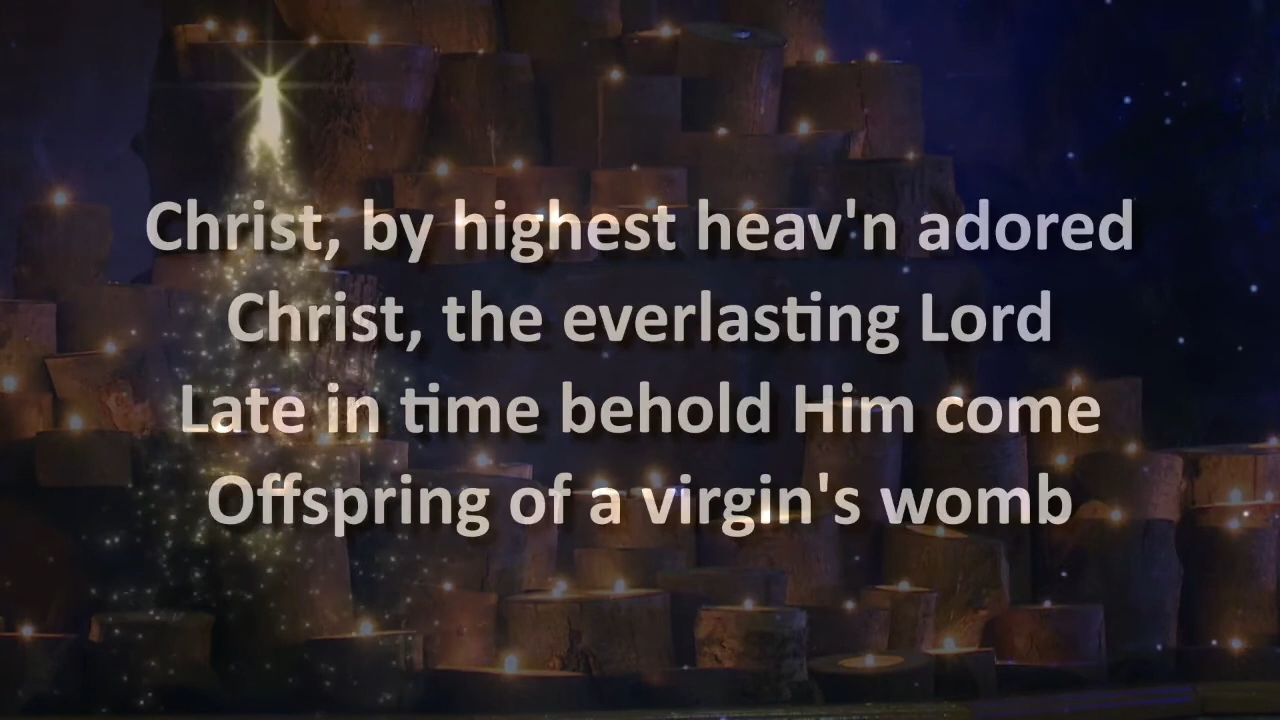 Christ, by highest heav'n adored
Christ, the everlasting Lord
Late in time behold Him come
Offspring of a virgin's womb